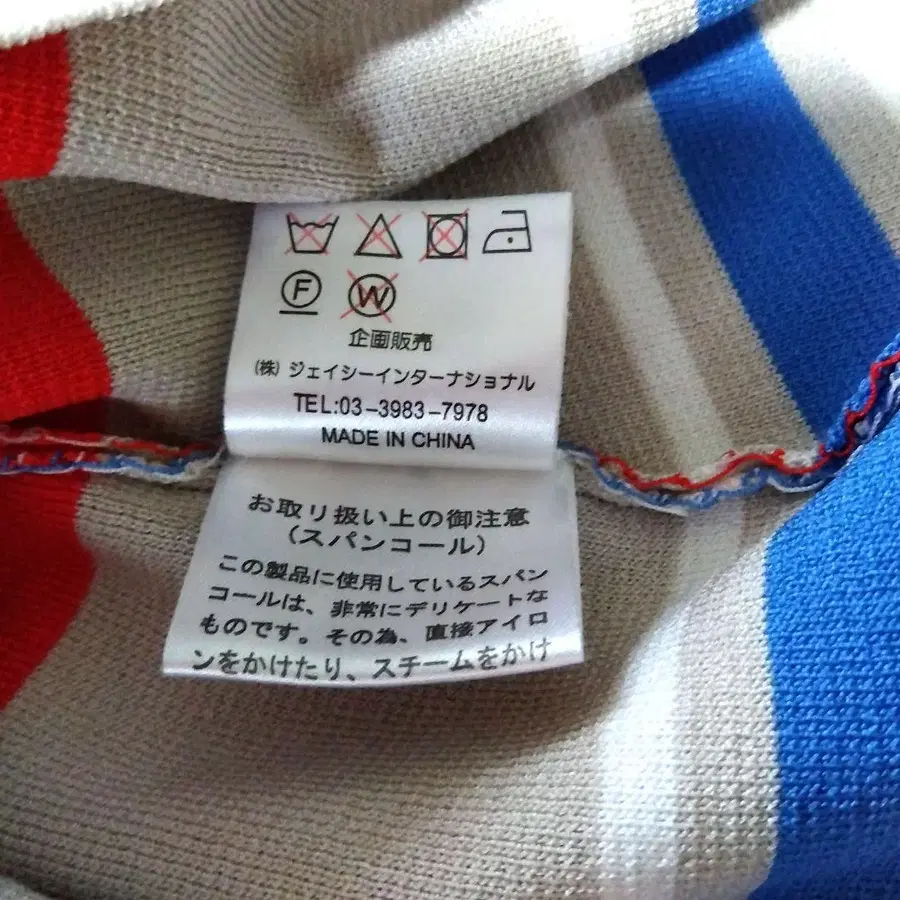 F W
企画販売
(株) ジェイシーインターナショナル
TEL:03-3983-7978
MADE IN CHINA
お取り扱い上の御注意
(スパンコール)
この製品に使用しているスパン
コールは、非常にデリケートな
ものです。その為、直接アイロ
ンをかけたり、スチームをかけ